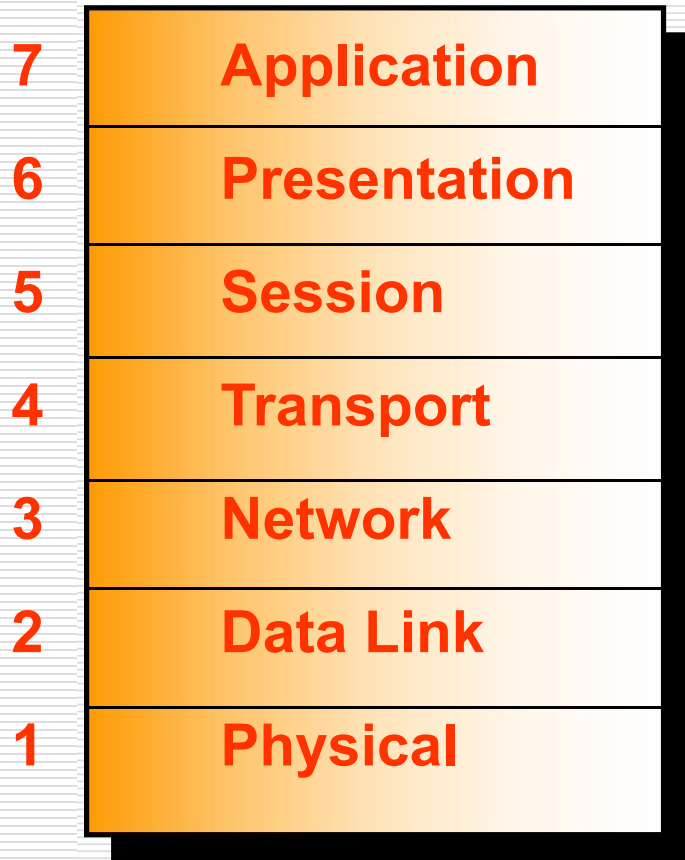 7 Application
6 Presentation
5 Session
4 Transport
3 Network
2 Data Link
1 Physical